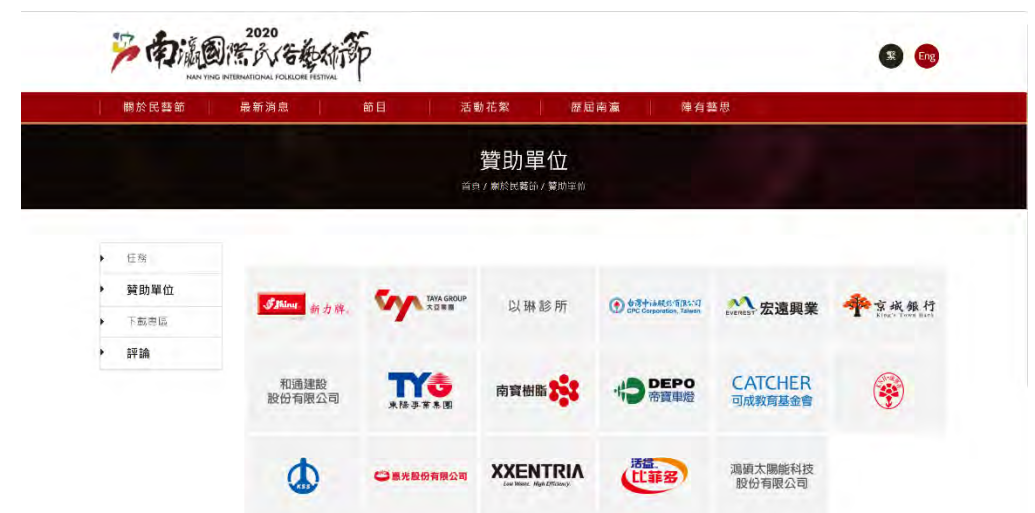 2020
南瀛國際民俗藝術節
NAN YING INTERNATIONAL FOLKLORE FESTIVAL
繁
Eng
關於民藝節
最新消息
節目
活動花絮
歷屆南瀛
陣有藝思
贊助單位
首頁 / 關於民藝節 / 贊助單位
任務
贊助單位
下載專區
評論
Shiny 新力牌.
TAYA GROUP
大亞集團
以琳診所
台灣中油股份有限公司
CPC Corporation, Taiwan
EVEREST 宏遠興業
京城銀行
King's Town Bank
和通建設
股份有限公司
TYG
東陽事業集團
南寶樹脂
DEPO
帝寶車燈
CATCHER
可成教育基金會
KSS
惠光股份有限公司
XXENTRIA
Low Water. High Efficiency.
活益
比菲多
鴻碩太陽能科技
股份有限公司